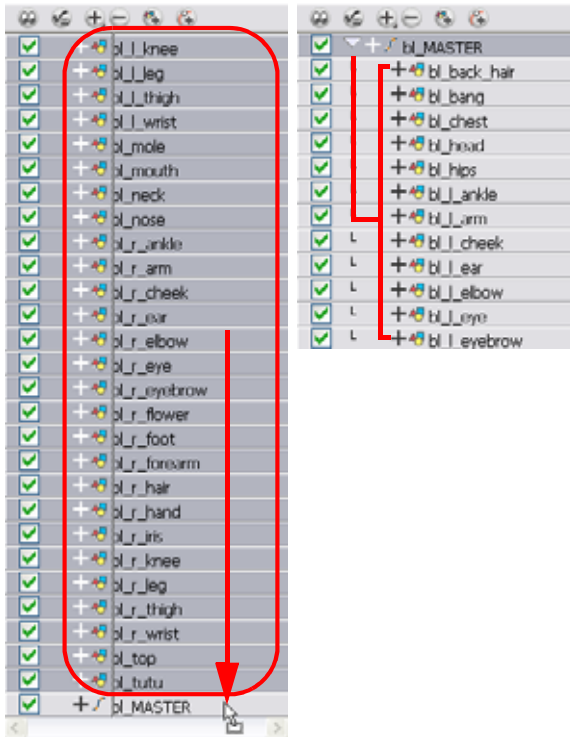 bl_l_knee
bl_l_leg
bl_l_thigh
bl_l_wrist
bl_mole
bl_mouth
bl_neck
bl_nose
bl_r_ankle
bl_r_arm
bl_r_cheek
bl_r_ear
bl_r_elbow
bl_r_eye
bl_r_eyebrow
bl_r_flower
bl_r_foot
bl_r_forearm
bl_r_hair
bl_r_hand
bl_r_iris
bl_r_knee
bl_r_leg
bl_r_thigh
bl_r_wrist
bl_top
bl_tutu
bl_MASTER
bl_MASTER
bl_back_hair
bl_bang
bl_chest
bl_head
bl_hips
bl_l_ankle
bl_l_arm
bl_l_cheek
bl_l_ear
bl_l_elbow
bl_l_eye
bl_l_eyebrow